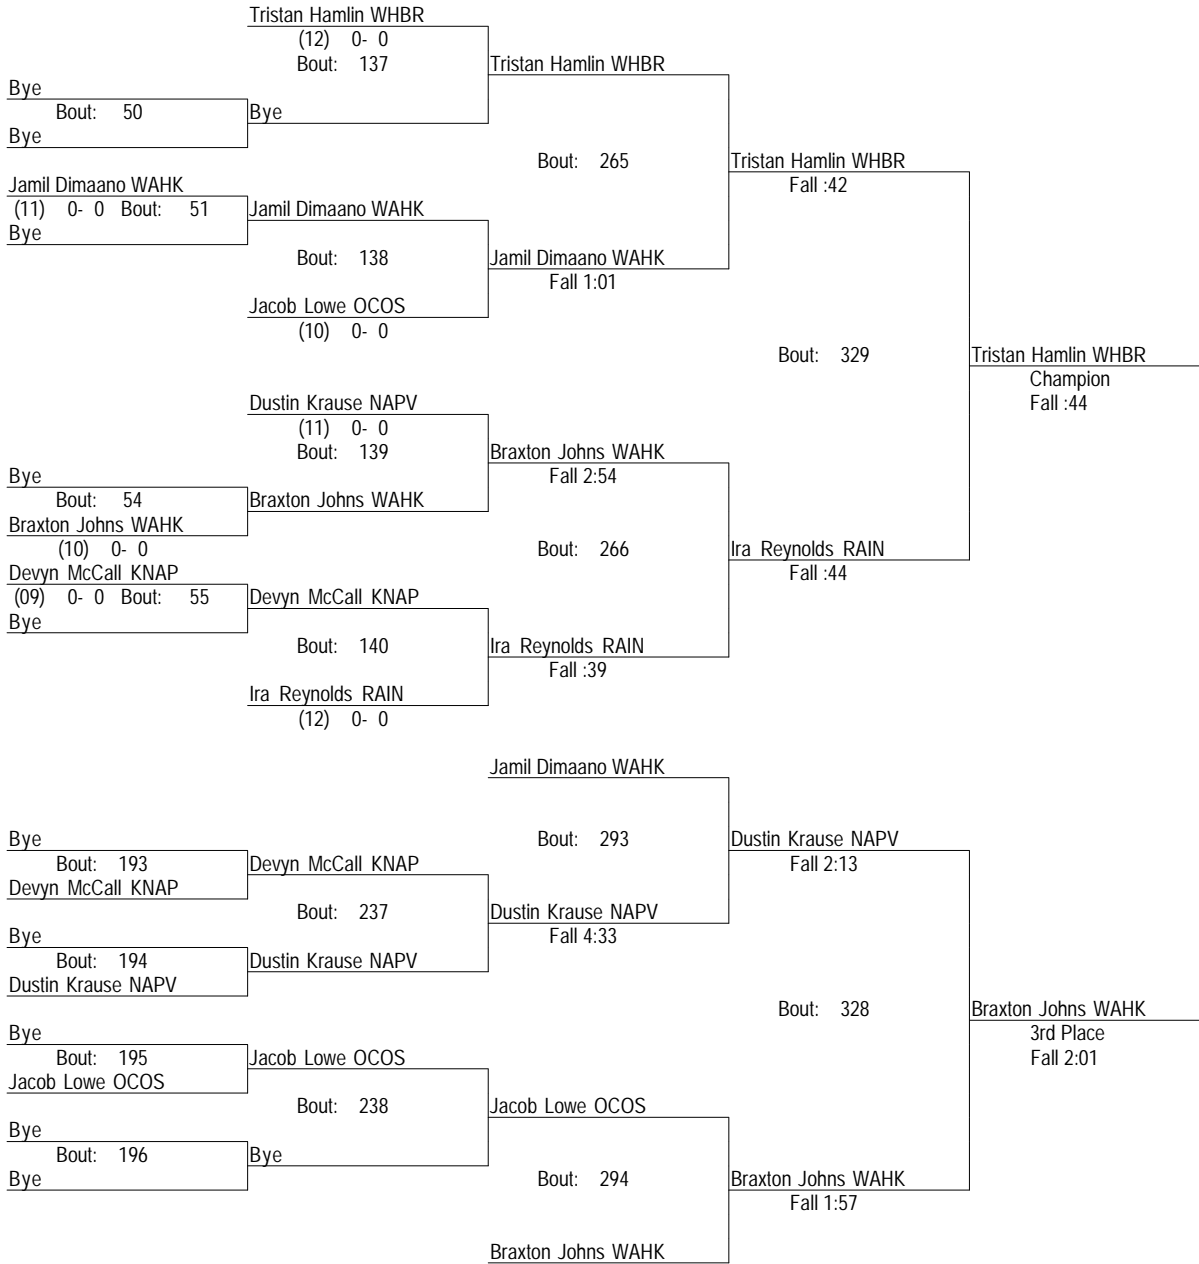 Tristan Hamlin WHBR
(12) 0- 0
Bout: 137
Tristan Hamlin WHBR
Bye
Bout: 50
Bye
Bye
Bout: 265
Tristan Hamlin WHBR
Fall :42
Jamil Dimaano WAHK
(11) 0- 0 Bout: 51
Jamil Dimaano WAHK
Bye
Bout: 138
Jamil Dimaano WAHK
Fall 1:01
Jacob Lowe OCOS
(10) 0- 0
Bout: 329
Tristan Hamlin WHBR
Champion
Fall :44
Dustin Krause NAPV
(11) 0- 0
Bout: 139
Braxton Johns WAHK
Fall 2:54
Bye
Bout: 54
Braxton Johns WAHK
Braxton Johns WAHK
(10) 0- 0
Bout: 266
Ira Reynolds RAIN
Fall :44
Devyn McCall KNAP
(09) 0- 0 Bout: 55
Devyn McCall KNAP
Bye
Bout: 140
Ira Reynolds RAIN
Fall :39
Ira Reynolds RAIN
(12) 0- 0
Jamil Dimaano WAHK
Bye
Bout: 293
Dustin Krause NAPV
Fall 2:13
Bout: 193
Devyn McCall KNAP
Devyn McCall KNAP
Bout: 237
Dustin Krause NAPV
Fall 4:33
Bye
Bout: 194
Dustin Krause NAPV
Dustin Krause NAPV
Bout: 328
Braxton Johns WAHK
3rd Place
Fall 2:01
Bye
Bout: 195
Jacob Lowe OCOS
Jacob Lowe OCOS
Bout: 238
Jacob Lowe OCOS
Bye
Bout: 196
Bye
Bye
Bout: 294
Braxton Johns WAHK
Fall 1:57
Braxton Johns WAHK